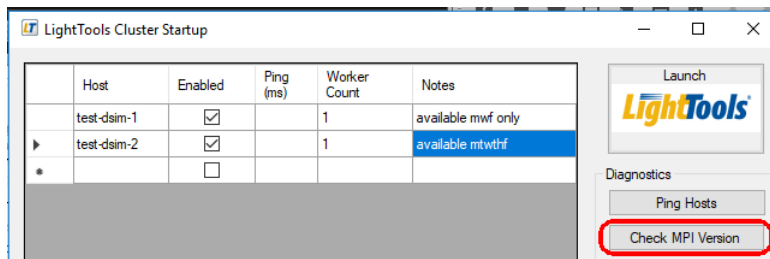 LT LightTools Cluster Startup
Host Enabled Ping (ms) Worker Count Notes
test-dsim-1 1 available mwf only
test-dsim-2 1 available mtwthf
Launch
LightTools
Diagnostics
Ping Hosts
Check MPI Version